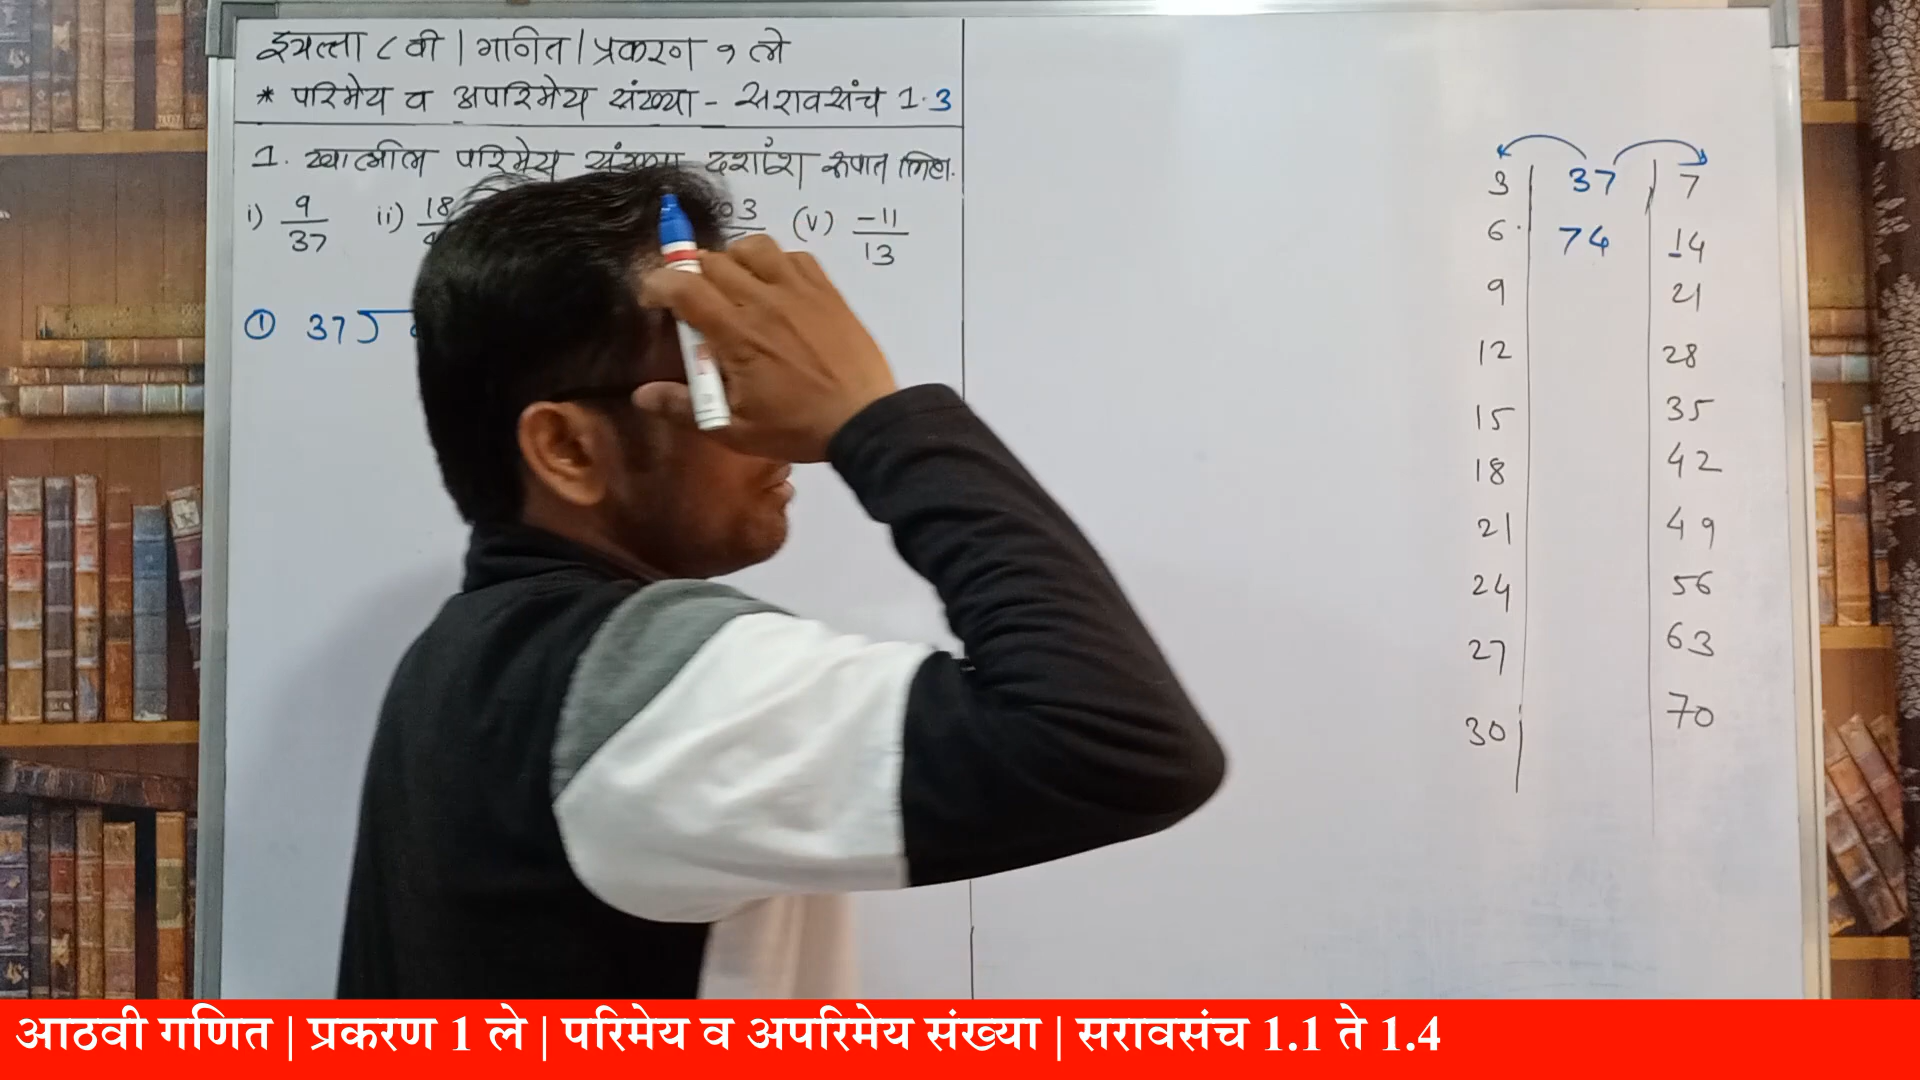 इयत्ता ८ वी | गणित | प्रकरण १ ले
* परिमेय व अपरिमेय संख्या - सरावसंच 1.3
1. खालील परिमेय संख्या दशांश रूपात लिहा.
i) 9/37 ii) 18 03 (v) -11/13
① 37)
3 37 7
6 74 14
9 21
12 28
15 35
18 42
21 49
24 56
27 63
30 70
आठवी गणित | प्रकरण 1 ले | परिमेय व अपरिमेय संख्या | सरावसंच 1.1 ते 1.4